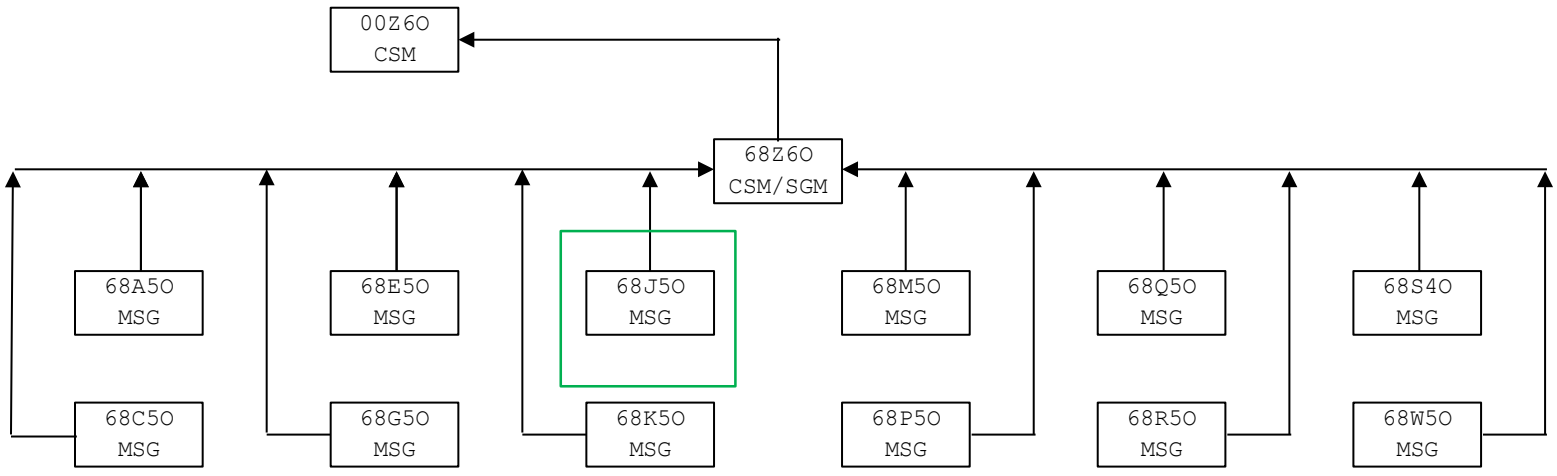 00Z6O
CSM
68Z6O
CSM/SGM
68A5O
MSG
68E5O
MSG
68J5O
MSG
68M5O
MSG
68Q5O
MSG
68S4O
MSG
68C5O
MSG
68G5O
MSG
68K5O
MSG
68P5O
MSG
68R5O
MSG
68W5O
MSG